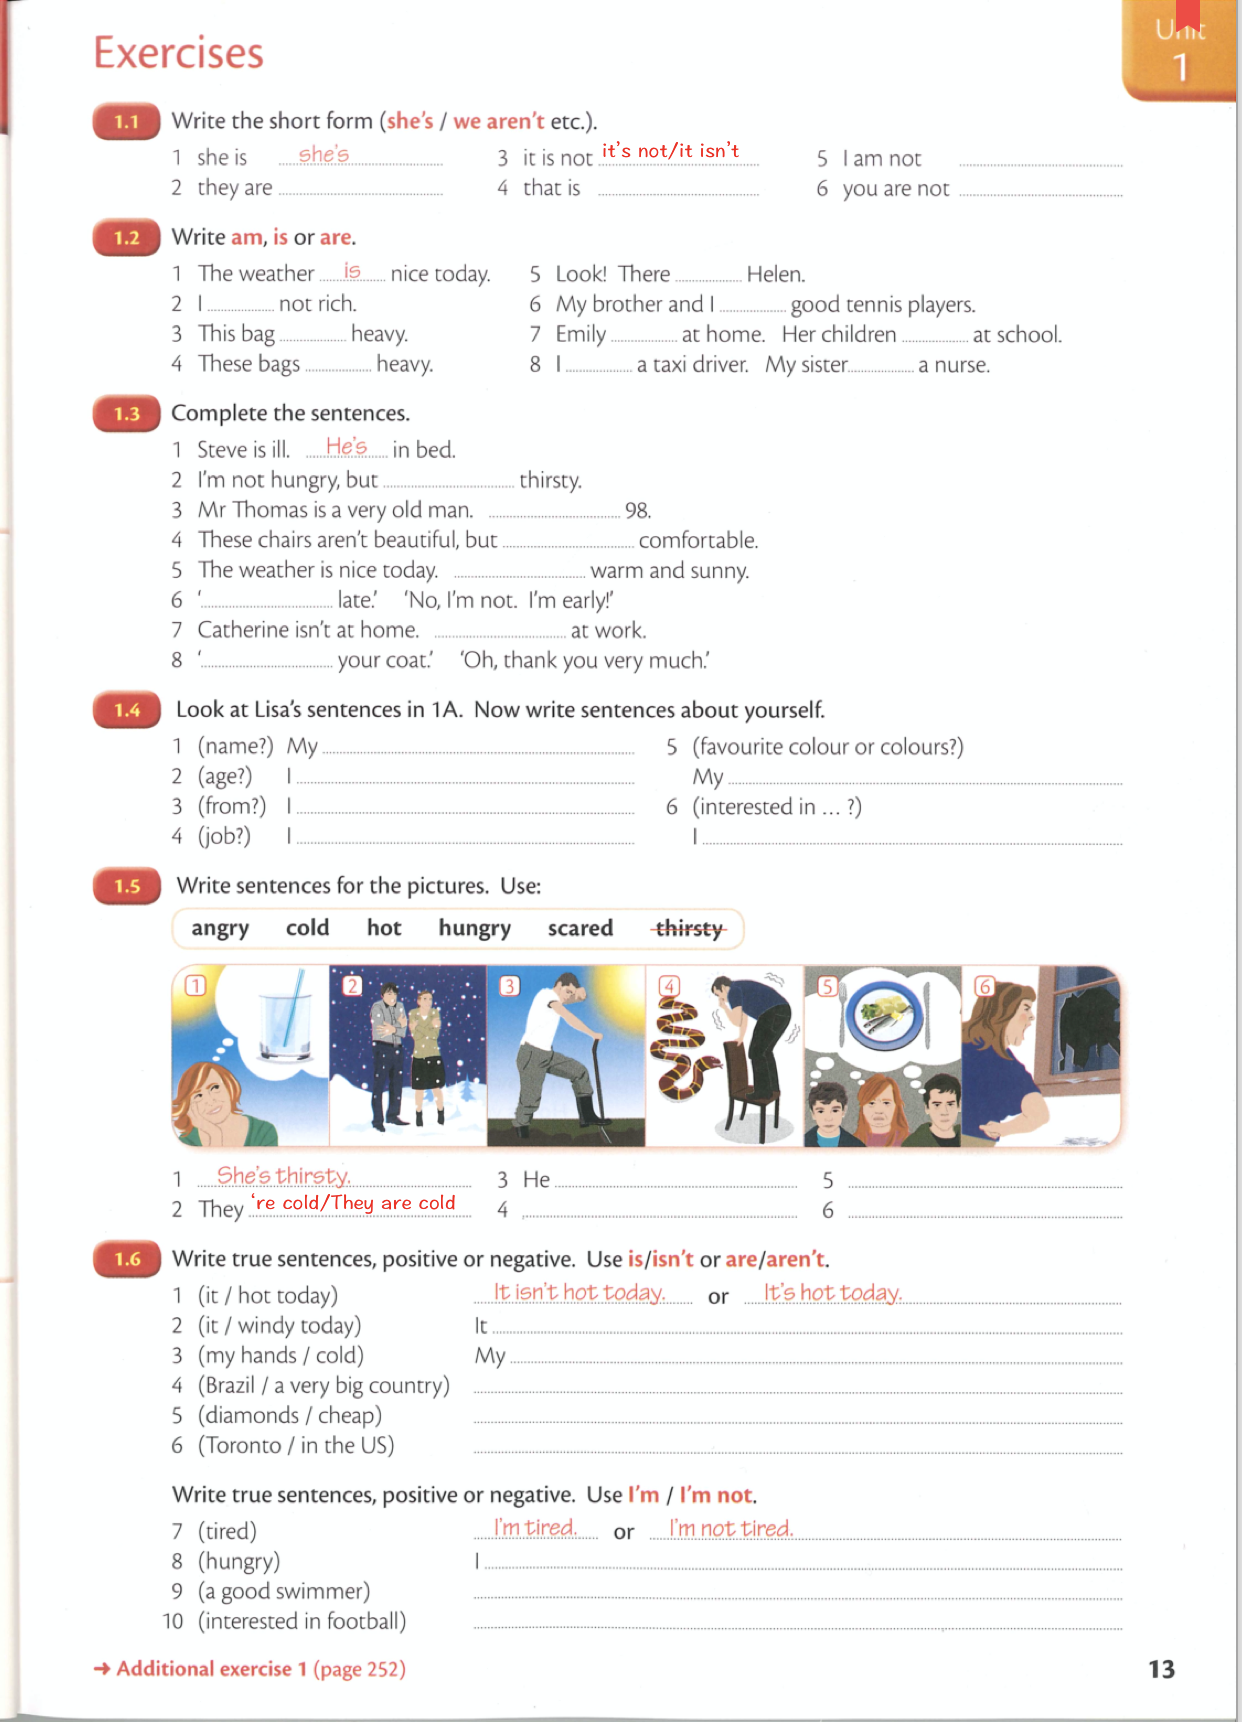 Unit
1
Exercises
1.1 Write the short form (she's / we aren't etc.).
1 she is she's 3 it is not it's not/it isn't 5 I am not
2 they are 4 that is 6 you are not
1.2 Write am, is or are.
1 The weather is nice today. 5 Look! There Helen.
2 I not rich. 6 My brother and I good tennis players.
3 This bag heavy. 7 Emily at home. Her children at school.
4 These bags heavy. 8 I a taxi driver. My sister a nurse.
1.3 Complete the sentences.
1 Steve is ill. He's in bed.
2 I'm not hungry, but thirsty.
3 Mr Thomas is a very old man. 98.
4 These chairs aren't beautiful, but comfortable.
5 The weather is nice today. warm and sunny.
6 ' late.' 'No, I'm not. I'm early!'
7 Catherine isn't at home. at work.
8 ' your coat.' 'Oh, thank you very much.'
1.4 Look at Lisa's sentences in 1A. Now write sentences about yourself.
1 (name?) My 5 (favourite colour or colours?)
2 (age?) I My
3 (from?) I 6 (interested in ... ?)
4 (job?) I I
1.5 Write sentences for the pictures. Use:
angry cold hot hungry scared thirsty
1 2 3 4 5 6
1 She's thirsty. 3 He 5
2 They 're cold/They are cold 4 6
1.6 Write true sentences, positive or negative. Use is/isn't or are/aren't.
1 (it / hot today) It isn't hot today. or It's hot today.
2 (it / windy today) It
3 (my hands / cold) My
4 (Brazil / a very big country)
5 (diamonds / cheap)
6 (Toronto / in the US)
Write true sentences, positive or negative. Use I'm / I'm not.
7 (tired) I'm tired. or I'm not tired.
8 (hungry) I
9 (a good swimmer)
10 (interested in football)
➜ Additional exercise 1 (page 252)
13